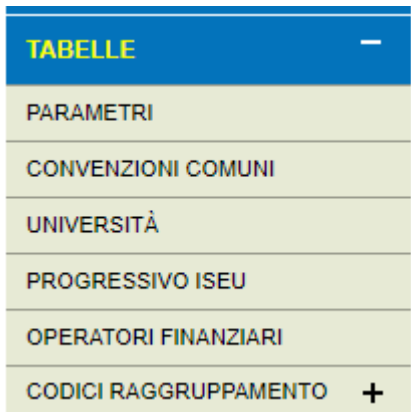 TABELLE −
PARAMETRI
CONVENZIONI COMUNI
UNIVERSITÀ
PROGRESSIVO ISEU
OPERATORI FINANZIARI
CODICI RAGGRUPPAMENTO +